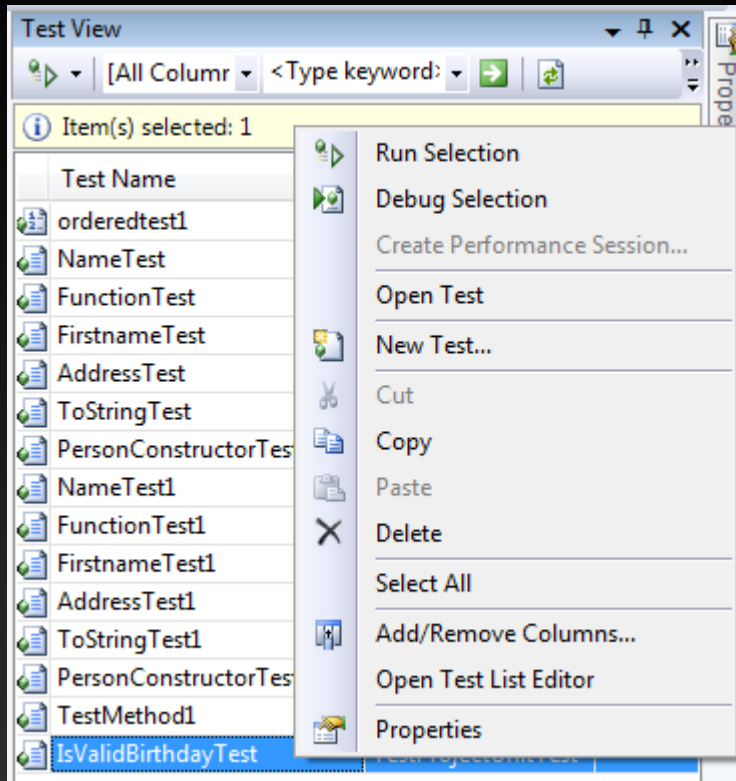 Test View
[All Columr
<Type keyword>
Prope
Item(s) selected: 1
Test Name
orderedtest1
NameTest
FunctionTest
FirstnameTest
AddressTest
ToStringTest
PersonConstructorTes
NameTest1
FunctionTest1
FirstnameTest1
AddressTest1
ToStringTest1
PersonConstructorTes
TestMethod1
IsValidBirthdayTest
TestProjectUnitTest
Run Selection
Debug Selection
Create Performance Session...
Open Test
New Test...
Cut
Copy
Paste
Delete
Select All
Add/Remove Columns...
Open Test List Editor
Properties